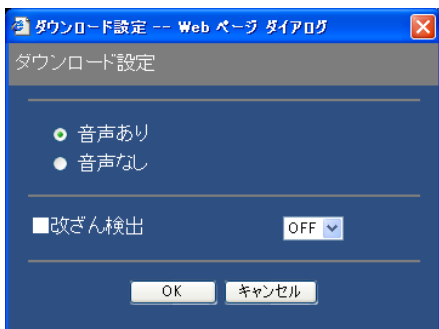 ダウンロード設定 -- Web ページ ダイアログ
ダウンロード設定
音声あり
音声なし
■改ざん検出 OFF
OK キャンセル